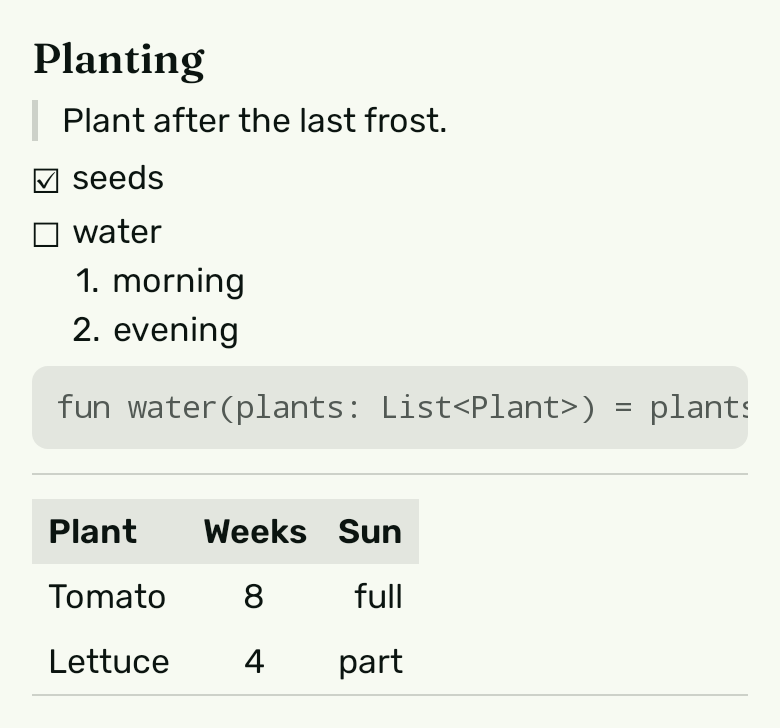 Planting
Plant after the last frost.
☑ seeds
☐ water
1. morning
2. evening
fun water(plants: List<Plant>) = plants
Plant Weeks Sun
Tomato 8 full
Lettuce 4 part